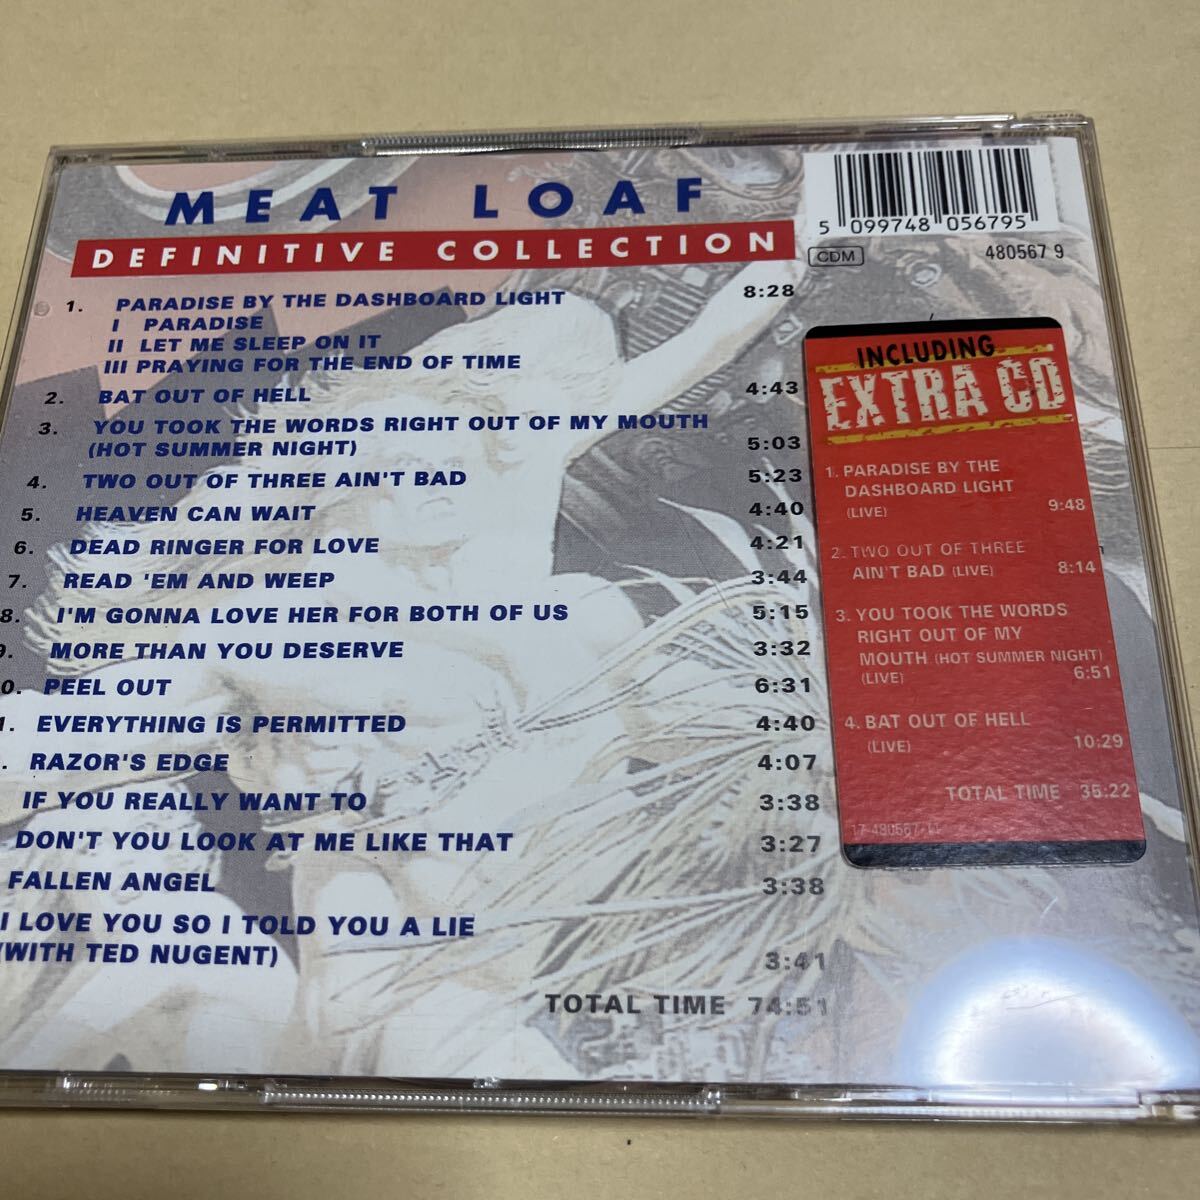 MEAT LOAF
DEFINITIVE COLLECTION
1. PARADISE BY THE DASHBOARD LIGHT 8:28
I PARADISE
II LET ME SLEEP ON IT
III PRAYING FOR THE END OF TIME
2. BAT OUT OF HELL 4:43
3. YOU TOOK THE WORDS RIGHT OUT OF MY MOUTH
(HOT SUMMER NIGHT) 5:03
4. TWO OUT OF THREE AIN'T BAD 5:23
5. HEAVEN CAN WAIT 4:40
6. DEAD RINGER FOR LOVE 4:21
7. READ 'EM AND WEEP 3:44
8. I'M GONNA LOVE HER FOR BOTH OF US 5:15
9. MORE THAN YOU DESERVE 3:32
0. PEEL OUT 6:31
1. EVERYTHING IS PERMITTED 4:40
. RAZOR'S EDGE 4:07
IF YOU REALLY WANT TO 3:38
DON'T YOU LOOK AT ME LIKE THAT 3:27
FALLEN ANGEL 3:38
I LOVE YOU SO I TOLD YOU A LIE
(WITH TED NUGENT) 3:41
TOTAL TIME 74:51
5 099748 056795
CDM 480567 9
INCLUDING
EXTRA CD
1. PARADISE BY THE
DASHBOARD LIGHT
(LIVE) 9:48
2. TWO OUT OF THREE
AIN'T BAD (LIVE) 8:14
3. YOU TOOK THE WORDS
RIGHT OUT OF MY
MOUTH (HOT SUMMER NIGHT)
(LIVE) 6:51
4. BAT OUT OF HELL
(LIVE) 10:29
TOTAL TIME 35:22
17-480567-11